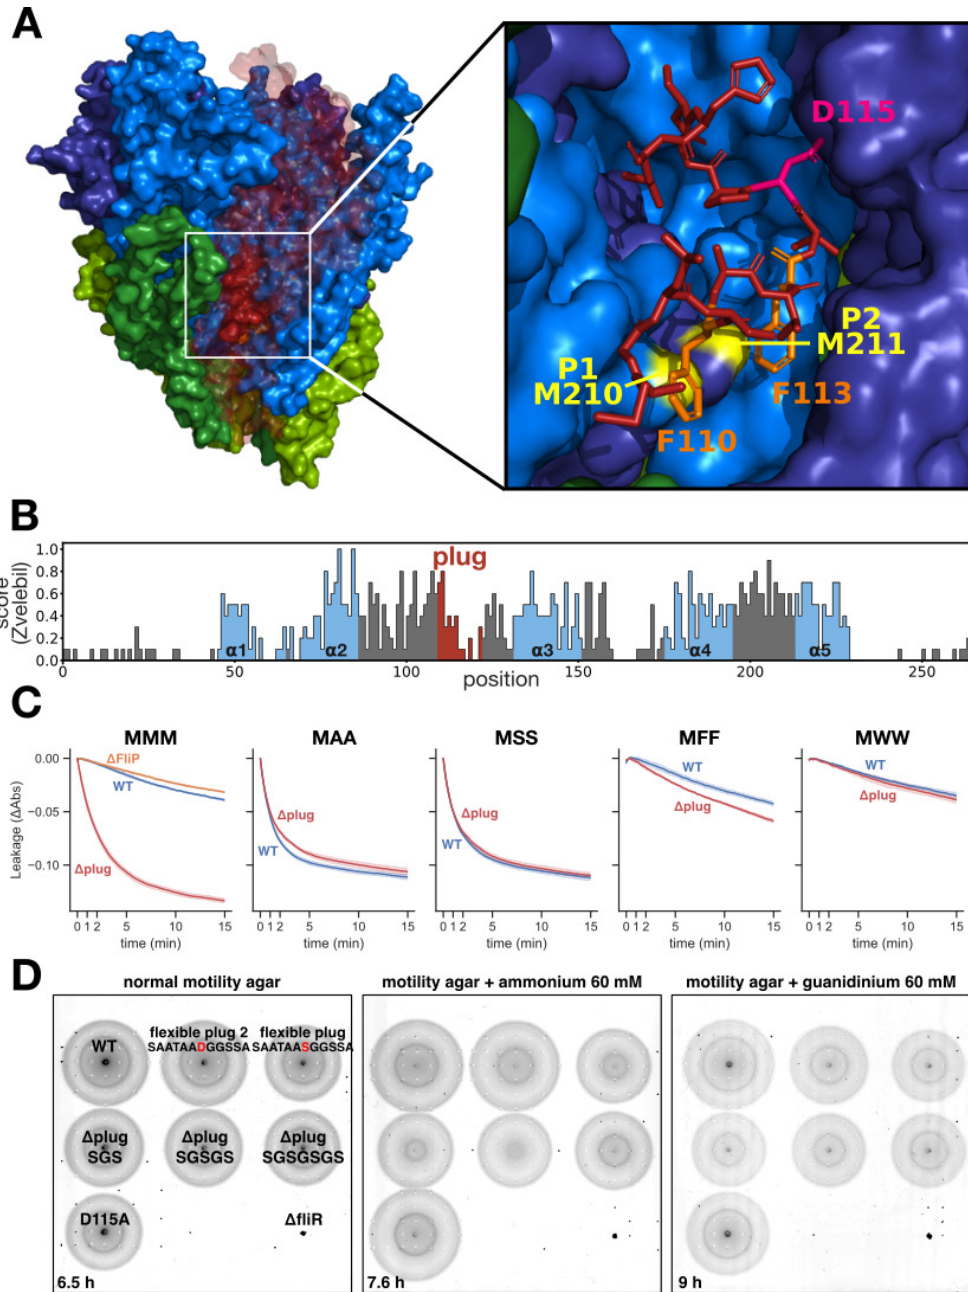 A
D115
P2
M211
P1
M210
F113
F110
B
plug
score
(Zvelebil)
1.0
0.8
0.6
0.4
0.2
0.0
α1 α2 α3 α4 α5
0 50 100 150 200 250
position
C
MMM MAA MSS MFF MWW
Leakage (ΔAbs)
0.00
−0.05
−0.10
ΔFliP
WT
Δplug
Δplug
WT
Δplug
WT
WT
Δplug
WT
Δplug
0 1 2 5 10 15
time (min)
0 1 2 5 10 15
time (min)
0 1 2 5 10 15
time (min)
0 1 2 5 10 15
time (min)
0 1 2 5 10 15
time (min)
D
normal motility agar
motility agar + ammonium 60 mM
motility agar + guanidinium 60 mM
WT
flexible plug 2
SAATAADGGSSA
flexible plug
SAATAASGGSSA
Δplug
SGS
Δplug
SGSGS
Δplug
SGSGSGS
D115A
ΔfliR
6.5 h
7.6 h
9 h